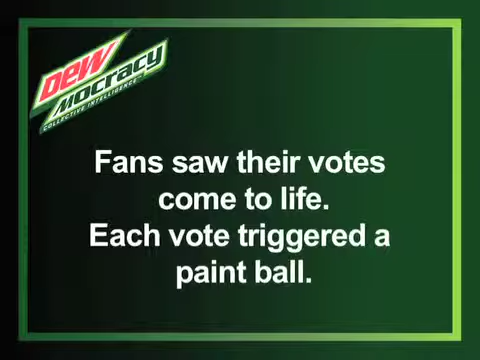 DEW
MOCRACY
COLLECTIVE INTELLIGENCE
Fans saw their votes
come to life.
Each vote triggered a
paint ball.